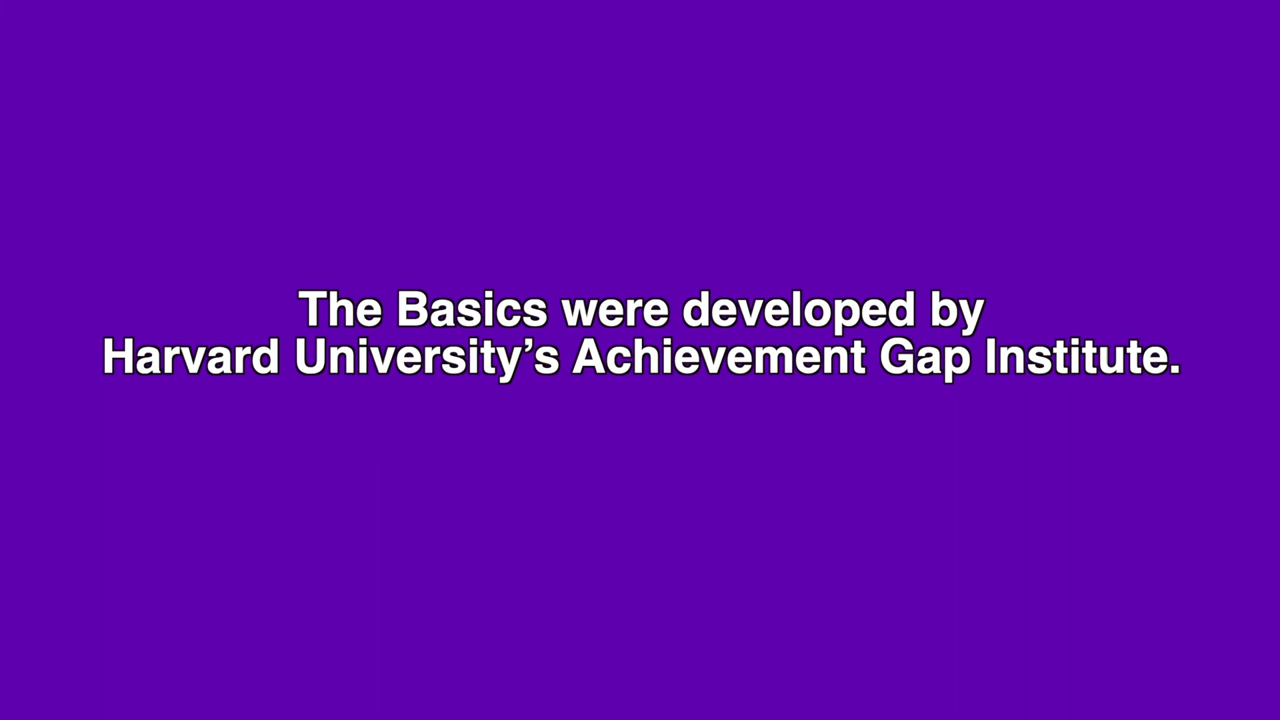 The Basics were developed by
Harvard University’s Achievement Gap Institute.